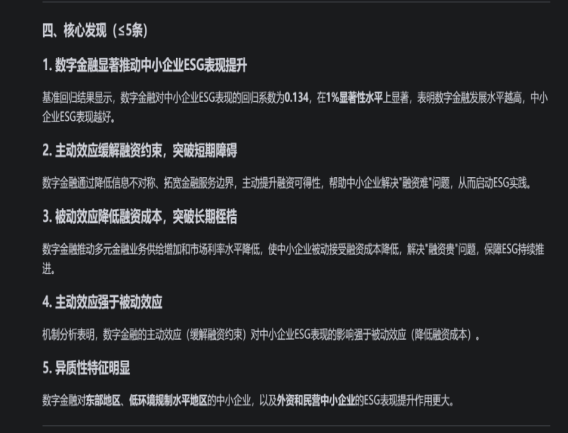 四、核心发现（≤5条）
1. 数字金融显著推动中小企业ESG表现提升
基准回归结果显示，数字金融对中小企业ESG表现的回归系数为0.134，在1%显著性水平上显著，表明数字金融发展水平越高，中小
企业ESG表现越好。
2. 主动效应缓解融资约束，突破短期障碍
数字金融通过降低信息不对称、拓宽金融服务边界，主动提升融资可得性，帮助中小企业解决"融资难"问题，从而启动ESG实践。
3. 被动效应降低融资成本，突破长期桎梏
数字金融推动多元金融业务供给增加和市场利率水平降低，使中小企业被动接受融资成本降低，解决"融资贵"问题，保障ESG持续推
进。
4. 主动效应强于被动效应
机制分析表明，数字金融的主动效应（缓解融资约束）对中小企业ESG表现的影响强于被动效应（降低融资成本）。
5. 异质性特征明显
数字金融对东部地区、低环境规制水平地区的中小企业，以及外资和民营中小企业的ESG表现提升作用更大。